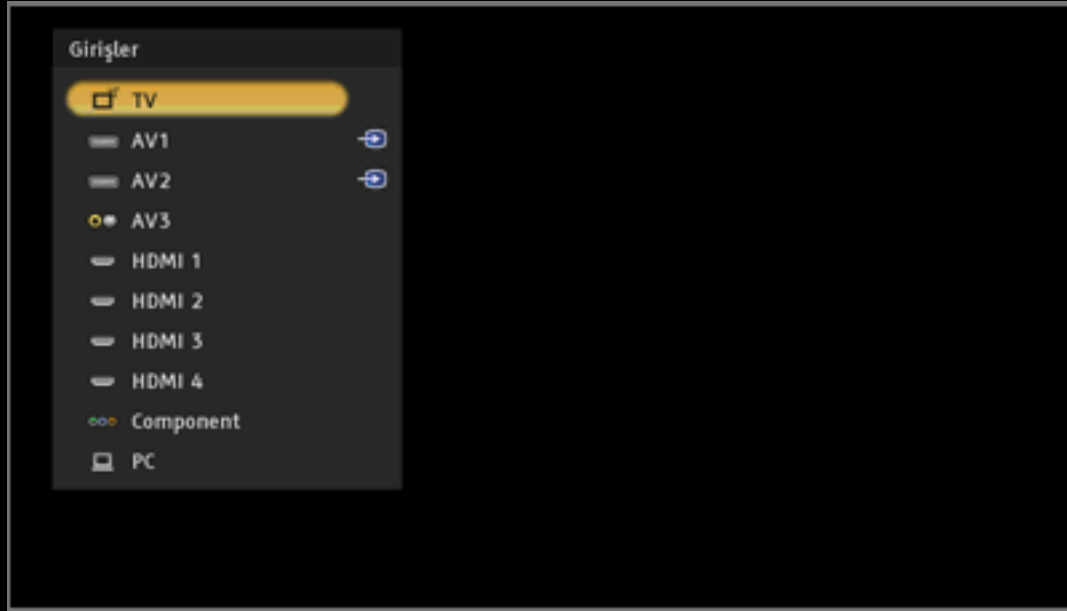 Girişler
TV
AV1
AV2
AV3
HDMI 1
HDMI 2
HDMI 3
HDMI 4
Component
PC